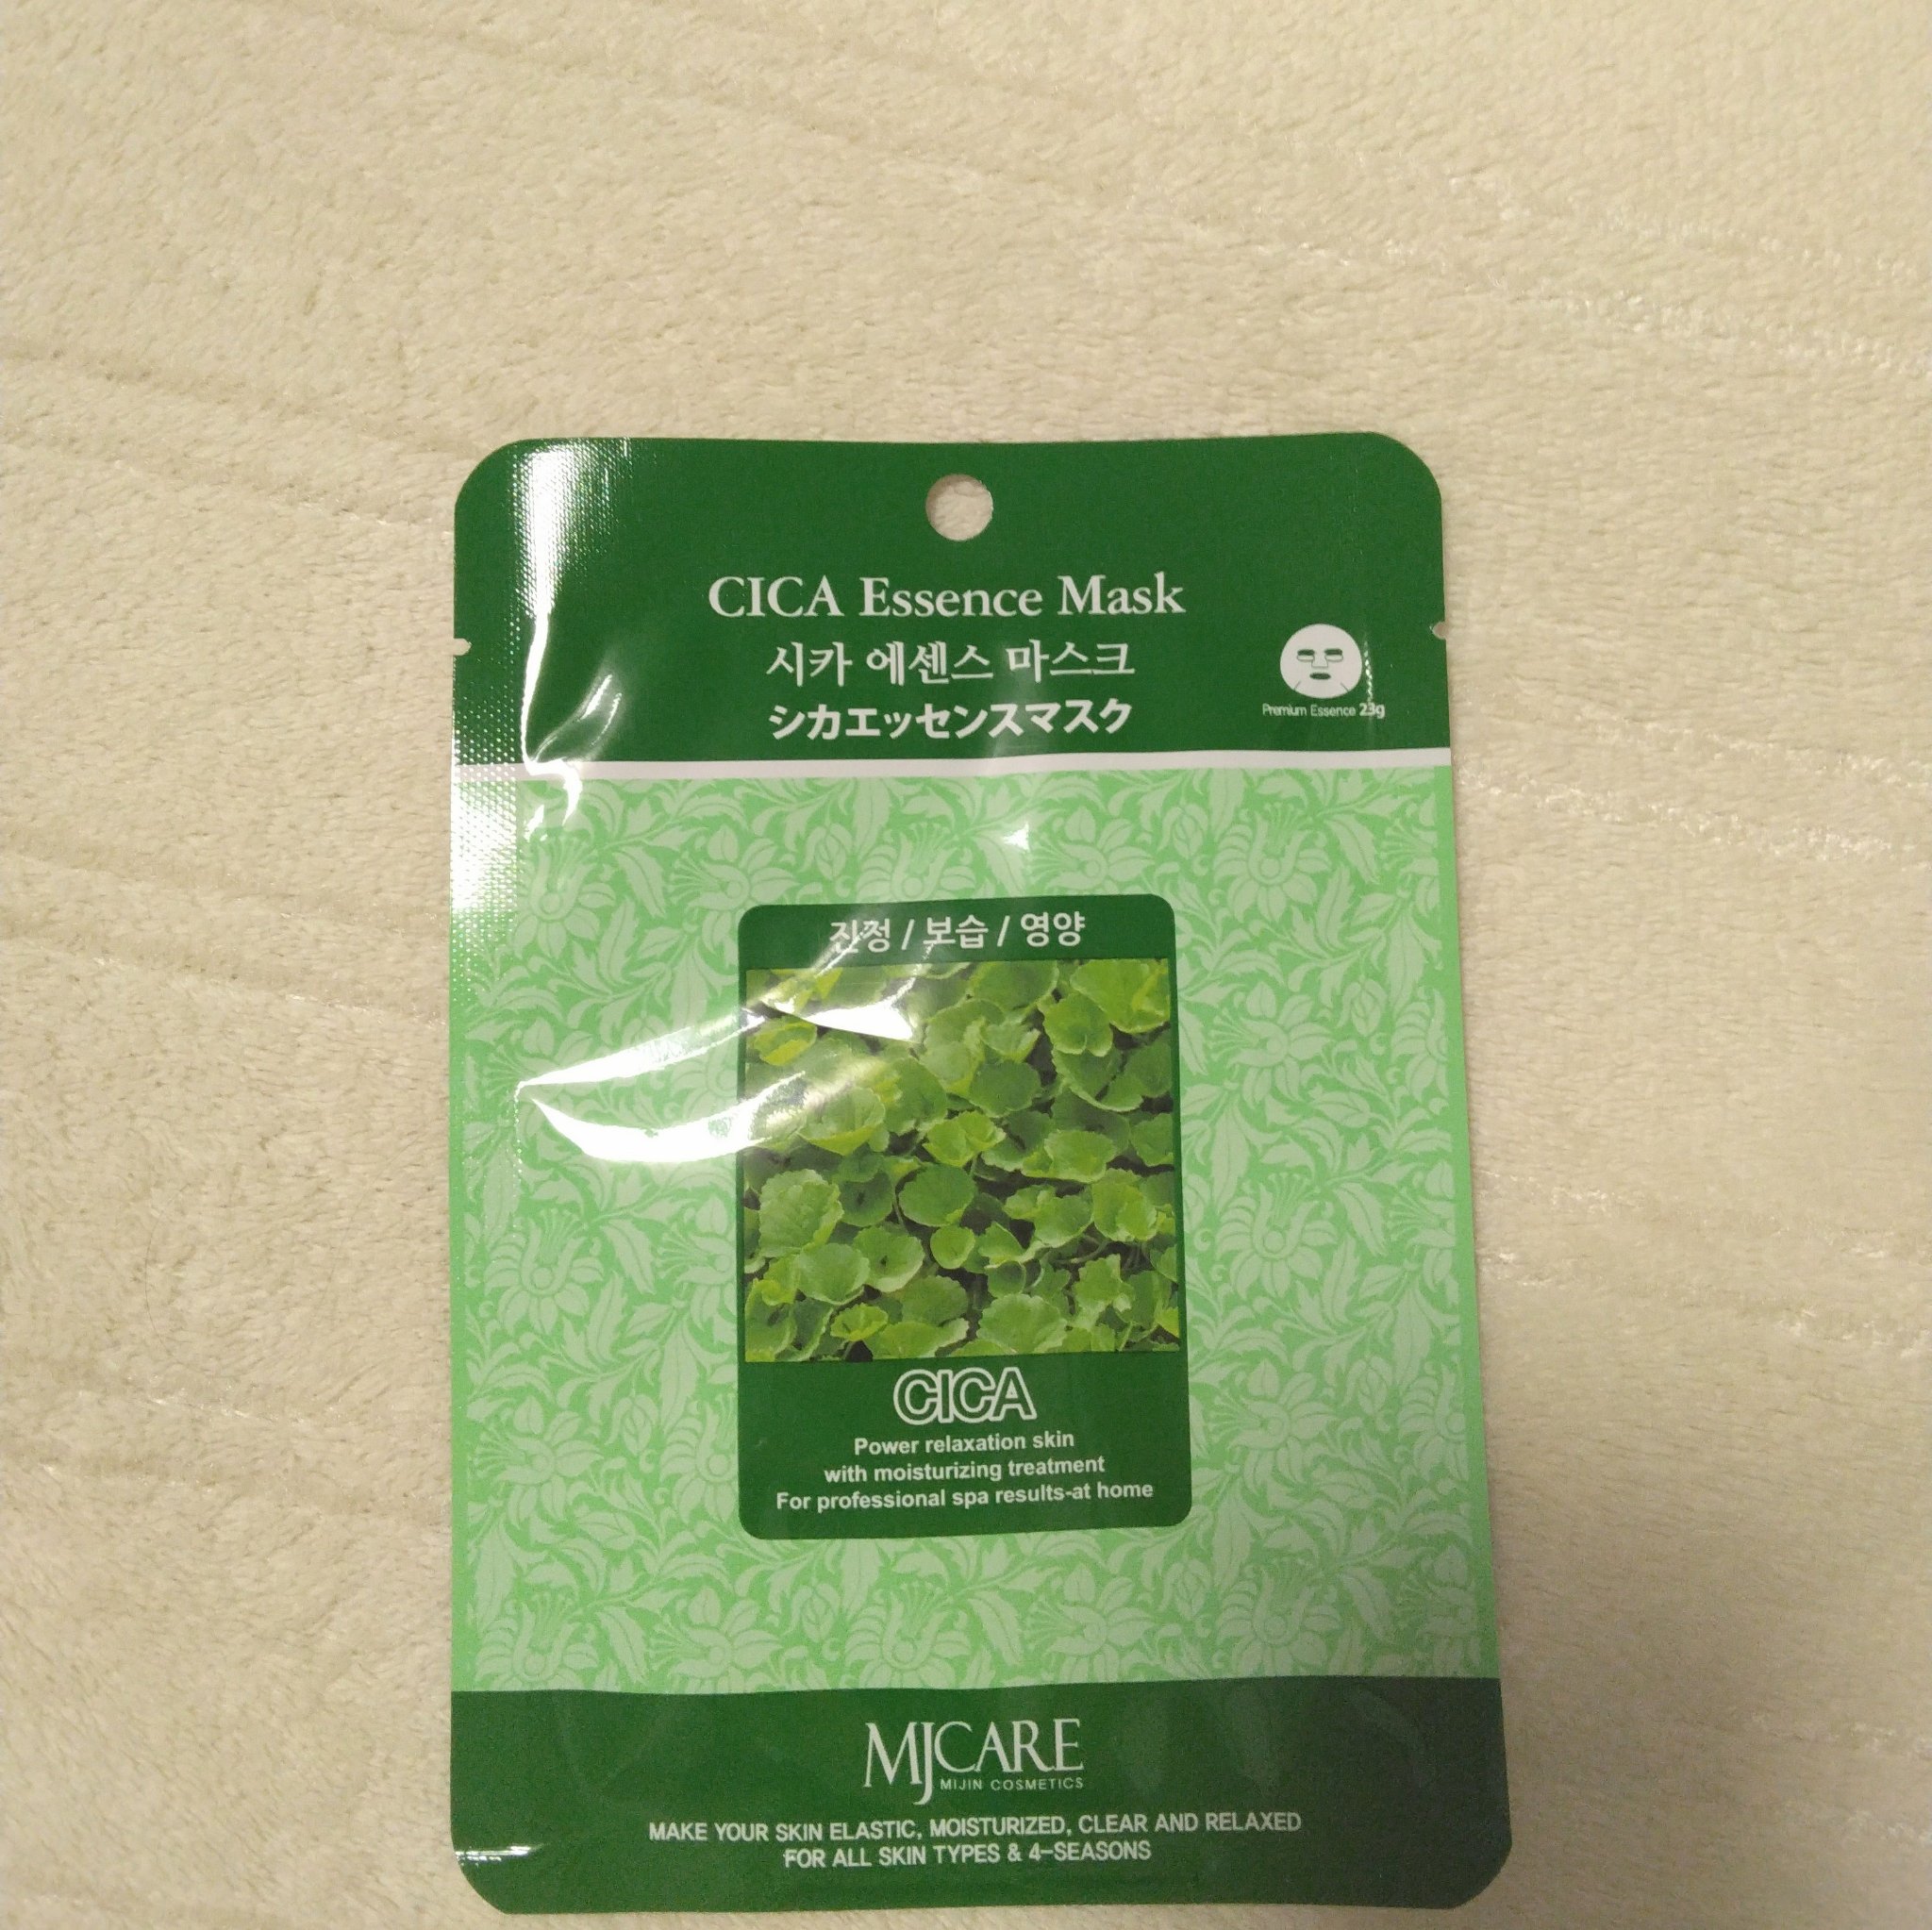 CICA Essence Mask
시카 에센스 마스크
シカエッセンスマスク
Premium Essence 23g
진정 / 보습 / 영양
CICA
Power relaxation skin
with moisturizing treatment
For professional spa results-at home
MJCARE
MIJIN COSMETICS
MAKE YOUR SKIN ELASTIC, MOISTURIZED, CLEAR AND RELAXED
FOR ALL SKIN TYPES & 4-SEASONS